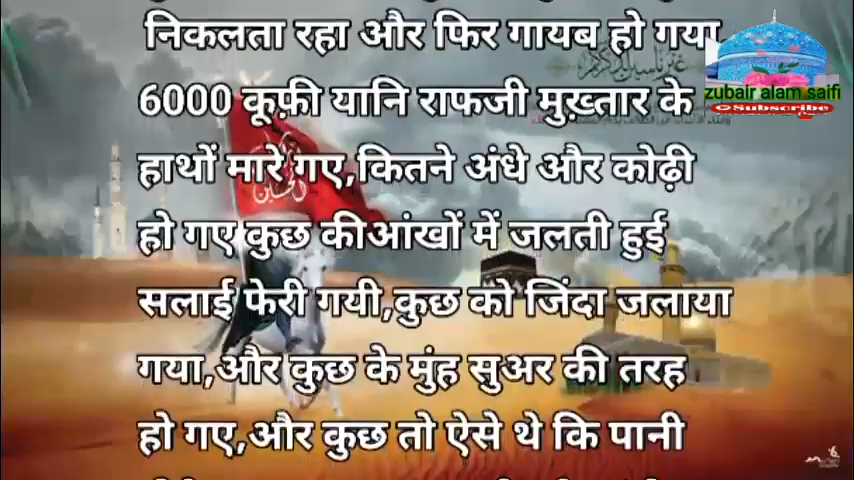 निकलता रहा और फिर गायब हो गया
6000 कूफ़ी यानि राफजी मुख़्तार के
हाथों मारे गए,कितने अंधे और कोढ़ी
हो गए कुछ कीआंखों में जलती हुई
सलाई फेरी गयी,कुछ को जिंदा जलाया
गया,और कुछ के मुंह सुअर की तरह
हो गए,और कुछ तो ऐसे थे कि पानी
zubair alam saifi
Subscribe